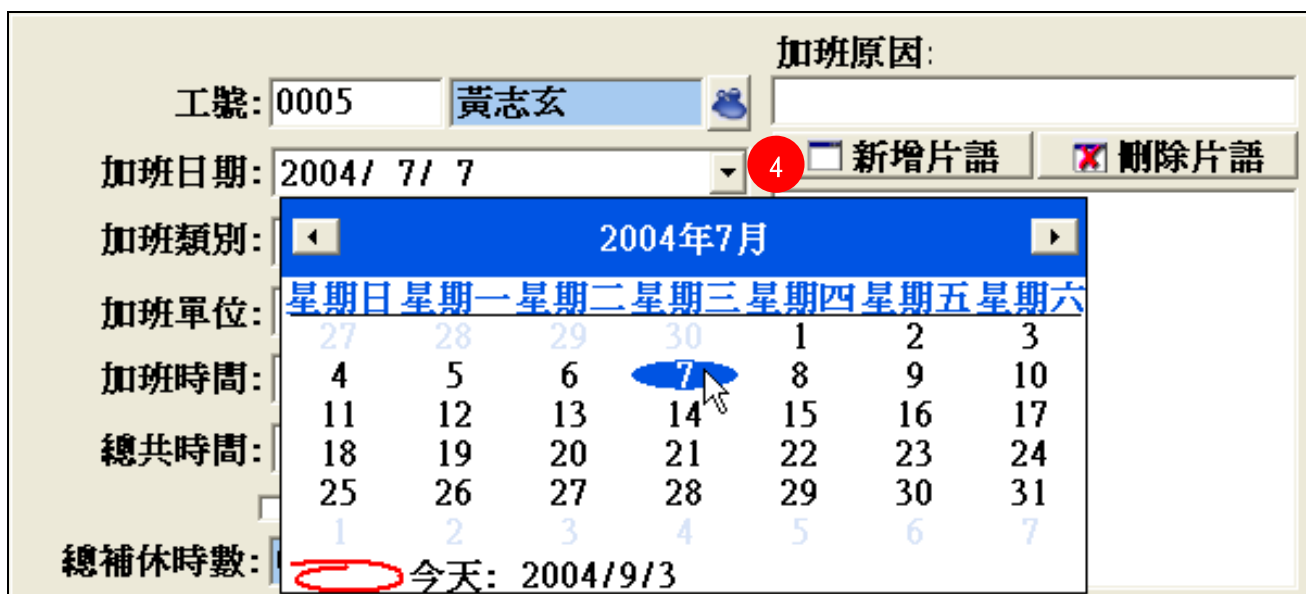 加班原因:
工號: 0005 黃志玄
加班日期: 2004/ 7/ 7
4 新增片語 刪除片語
加班類別:
2004年7月
加班單位:
星期日 星期一 星期二 星期三 星期四 星期五 星期六
27 28 29 30 1 2 3
加班時間:
4 5 6 7 8 9 10
11 12 13 14 15 16 17
總共時間:
18 19 20 21 22 23 24
25 26 27 28 29 30 31
1 2 3 4 5 6 7
總補休時數:
今天: 2004/9/3